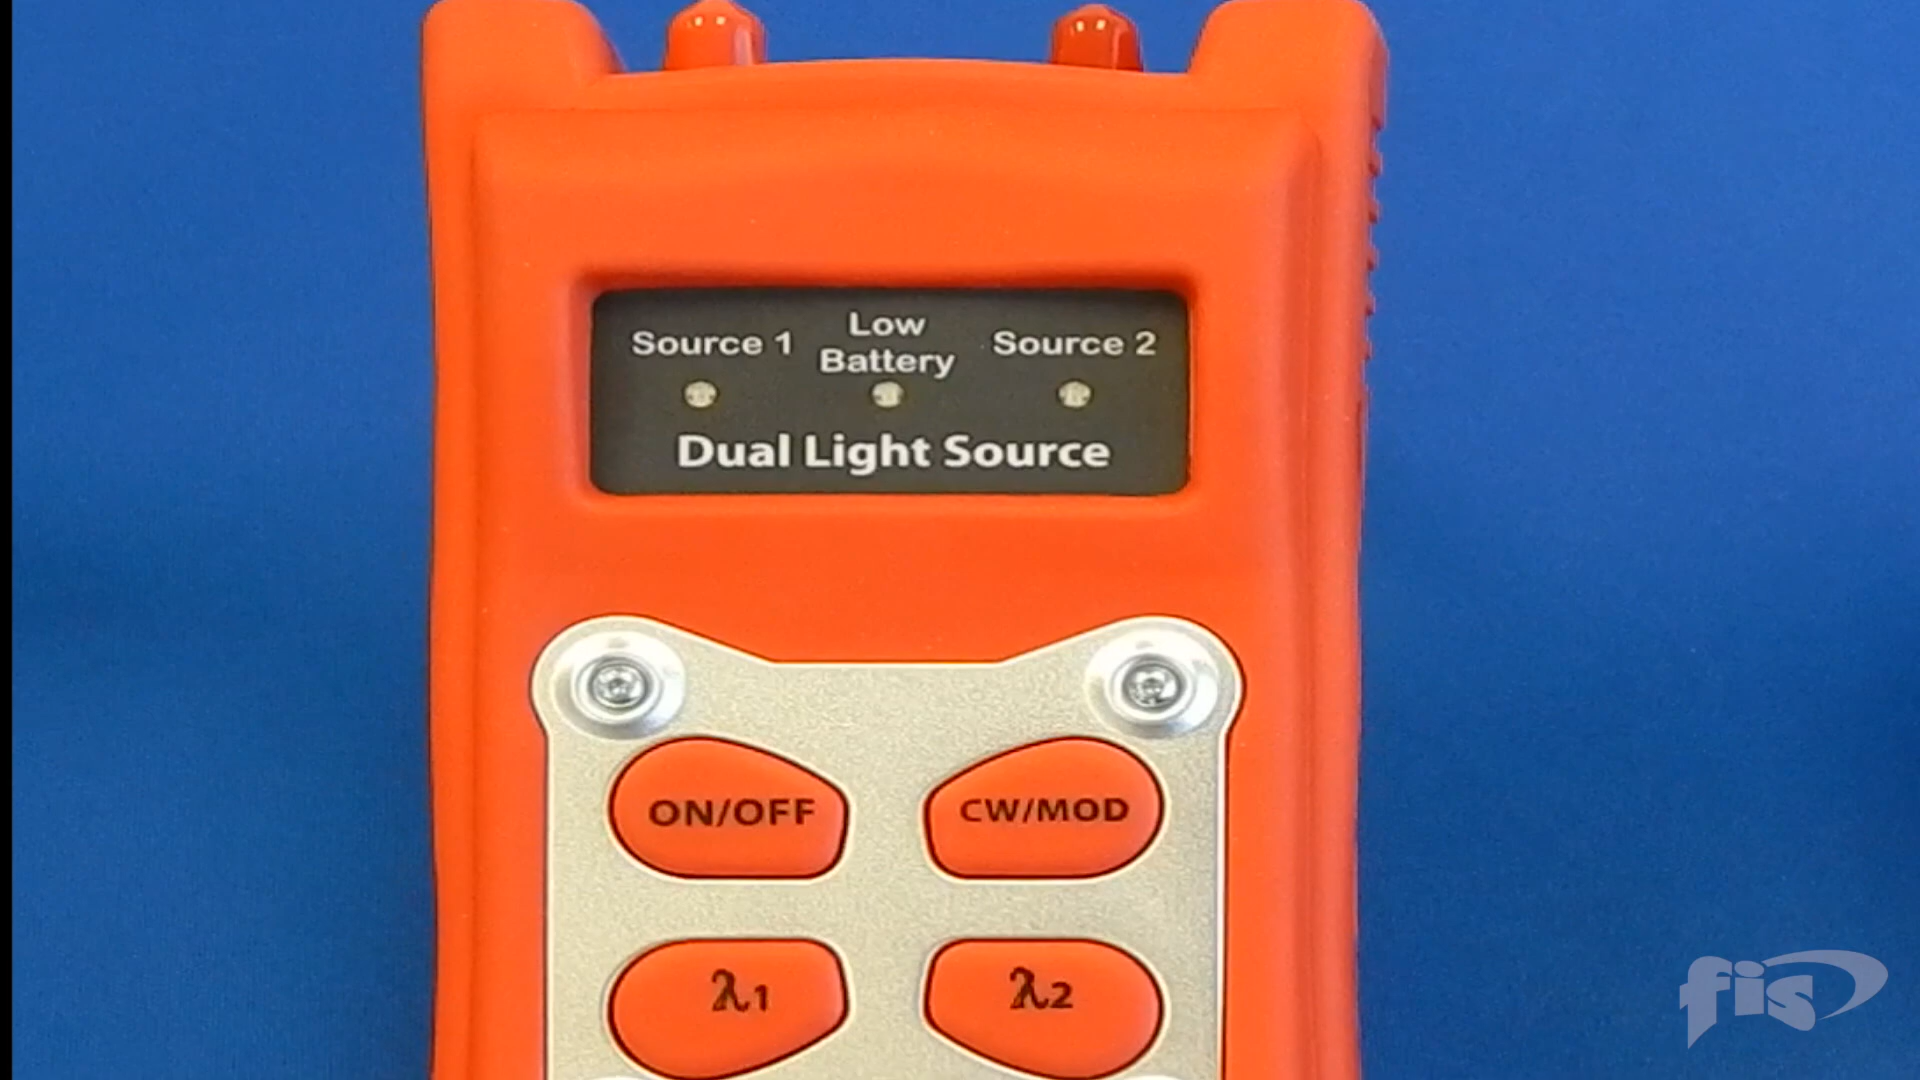 Source 1
Low
Battery
Source 2
Dual Light Source
ON/OFF
CW/MOD
λ1
λ2
fis